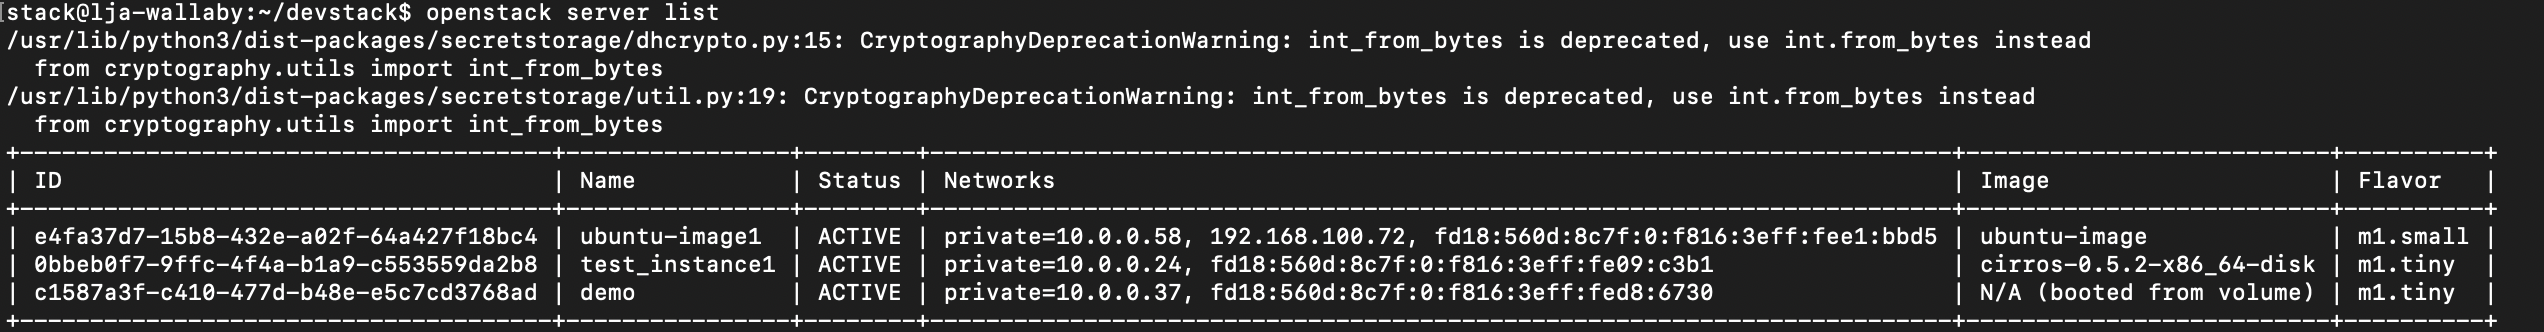 [stack@lja-wallaby:~/devstack$ openstack server list
/usr/lib/python3/dist-packages/secretstorage/dhcrypto.py:15: CryptographyDeprecationWarning: int_from_bytes is deprecated, use int.from_bytes instead
  from cryptography.utils import int_from_bytes
/usr/lib/python3/dist-packages/secretstorage/util.py:19: CryptographyDeprecationWarning: int_from_bytes is deprecated, use int.from_bytes instead
  from cryptography.utils import int_from_bytes
+--------------------------------------+----------------+--------+-------------------------------------------------------------------------+--------------------------+----------+
| ID                                   | Name           | Status | Networks                                                                | Image                    | Flavor   |
+--------------------------------------+----------------+--------+-------------------------------------------------------------------------+--------------------------+----------+
| e4fa37d7-15b8-432e-a02f-64a427f18bc4 | ubuntu-image1  | ACTIVE | private=10.0.0.58, 192.168.100.72, fd18:560d:8c7f:0:f816:3eff:fee1:bbd5 | ubuntu-image             | m1.small |
| 0bbeb0f7-9ffc-4f4a-b1a9-c553559da2b8 | test_instance1 | ACTIVE | private=10.0.0.24, fd18:560d:8c7f:0:f816:3eff:fe09:c3b1                 | cirros-0.5.2-x86_64-disk | m1.tiny  |
| c1587a3f-c410-477d-b48e-e5c7cd3768ad | demo           | ACTIVE | private=10.0.0.37, fd18:560d:8c7f:0:f816:3eff:fed8:6730                 | N/A (booted from volume) | m1.tiny  |
+--------------------------------------+----------------+--------+-------------------------------------------------------------------------+--------------------------+----------+